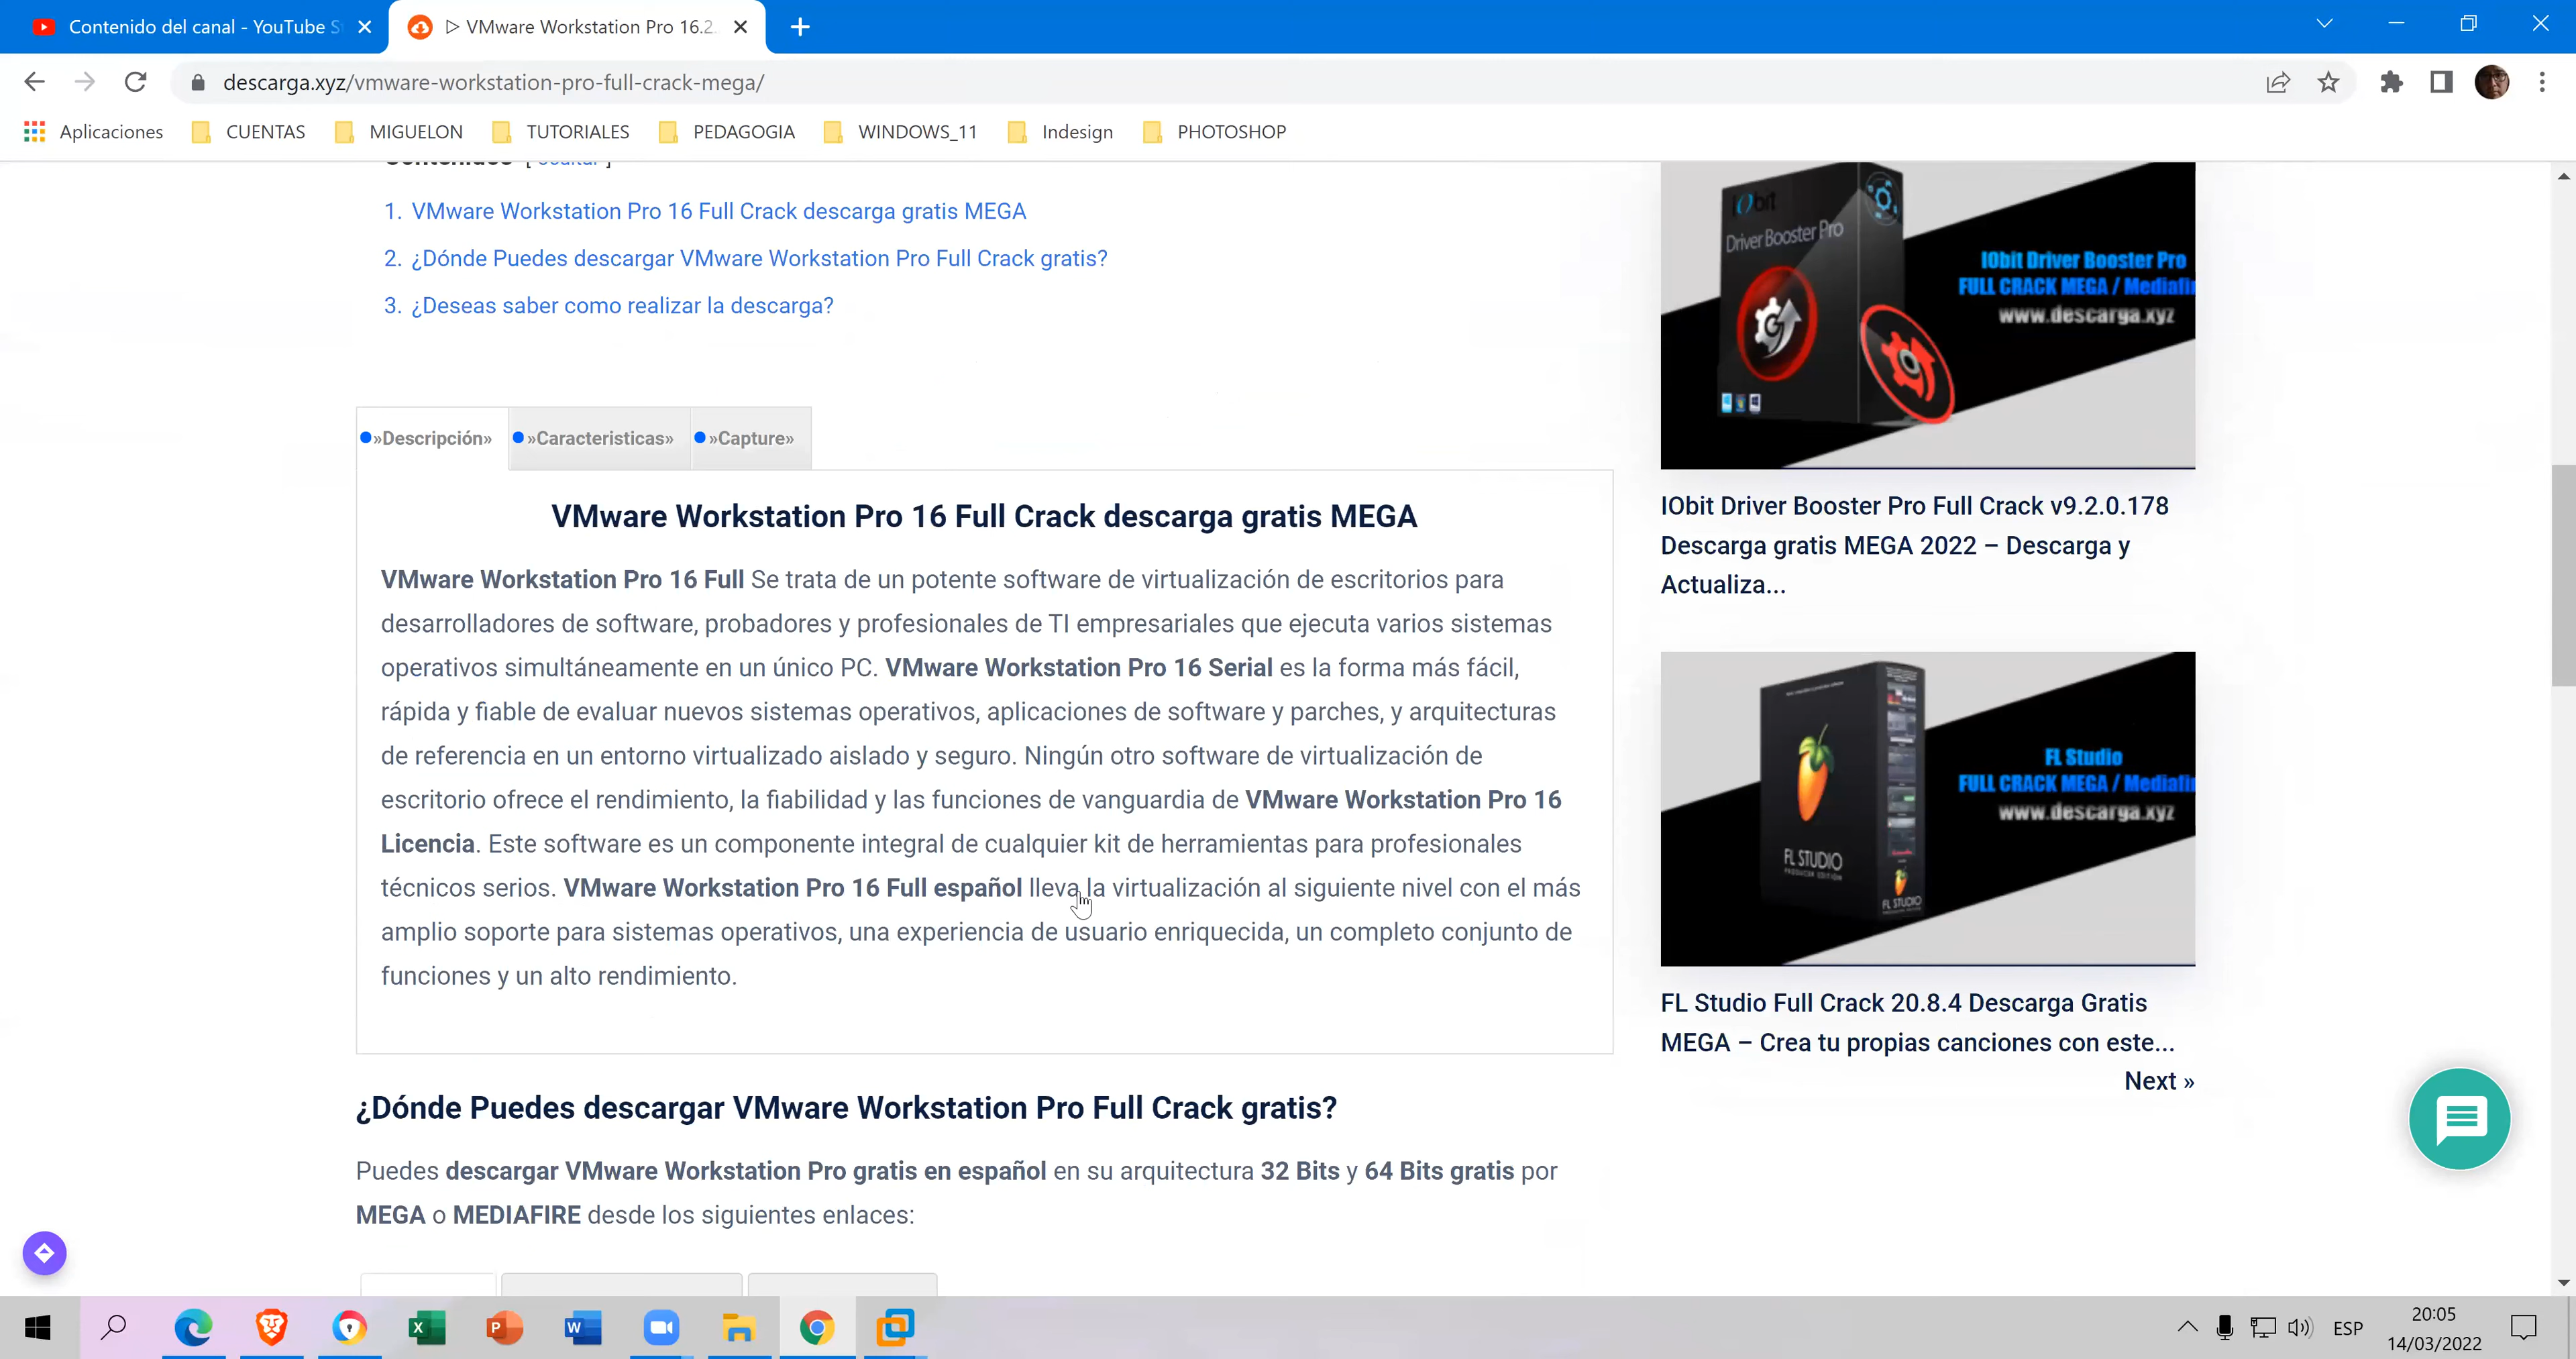 Contenido del canal - YouTube S
▷ VMware Workstation Pro 16.2.
descarga.xyz/vmware-workstation-pro-full-crack-mega/
Aplicaciones CUENTAS MIGUELON TUTORIALES PEDAGOGIA WINDOWS_11 Indesign PHOTOSHOP
Contenidos [ ocultar ]
1. VMware Workstation Pro 16 Full Crack descarga gratis MEGA
2. ¿Dónde Puedes descargar VMware Workstation Pro Full Crack gratis?
3. ¿Deseas saber como realizar la descarga?
»Descripción» »Caracteristicas» »Capture»
VMware Workstation Pro 16 Full Crack descarga gratis MEGA
VMware Workstation Pro 16 Full Se trata de un potente software de virtualización de escritorios para
desarrolladores de software, probadores y profesionales de TI empresariales que ejecuta varios sistemas
operativos simultáneamente en un único PC. VMware Workstation Pro 16 Serial es la forma más fácil,
rápida y fiable de evaluar nuevos sistemas operativos, aplicaciones de software y parches, y arquitecturas
de referencia en un entorno virtualizado aislado y seguro. Ningún otro software de virtualización de
escritorio ofrece el rendimiento, la fiabilidad y las funciones de vanguardia de VMware Workstation Pro 16
Licencia. Este software es un componente integral de cualquier kit de herramientas para profesionales
técnicos serios. VMware Workstation Pro 16 Full español lleva la virtualización al siguiente nivel con el más
amplio soporte para sistemas operativos, una experiencia de usuario enriquecida, un completo conjunto de
funciones y un alto rendimiento.
¿Dónde Puedes descargar VMware Workstation Pro Full Crack gratis?
Puedes descargar VMware Workstation Pro gratis en español en su arquitectura 32 Bits y 64 Bits gratis por
MEGA o MEDIAFIRE desde los siguientes enlaces:
IObit
Driver Booster Pro
IObit Driver Booster Pro
FULL CRACK MEGA / Mediafi
www.descarga.xyz
IObit Driver Booster Pro Full Crack v9.2.0.178
Descarga gratis MEGA 2022 – Descarga y
Actualiza...
FL STUDIO
PRODUCER EDITION
FL STUDIO
FL Studio
FULL CRACK MEGA / Mediafi
www.descarga.xyz
FL Studio Full Crack 20.8.4 Descarga Gratis
MEGA – Crea tu propias canciones con este...
Next »
ESP
20:05
14/03/2022